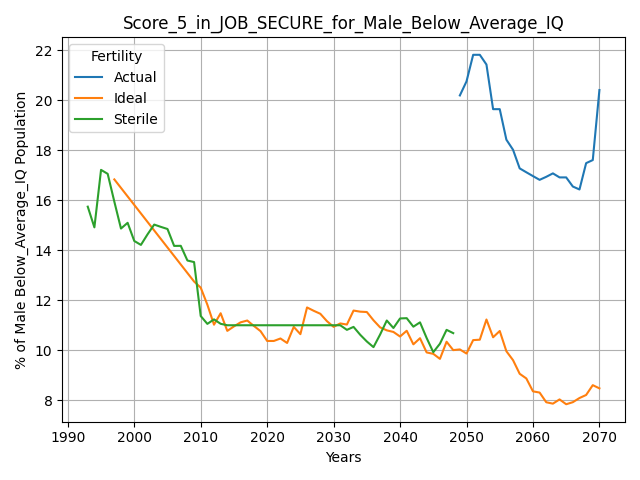 Score_5_in_JOB_SECURE_for_Male_Below_Average_IQ
Fertility
Actual
Ideal
Sterile
% of Male Below_Average_IQ Population
22
20
18
16
14
12
10
8
1990 2000 2010 2020 2030 2040 2050 2060 2070
Years